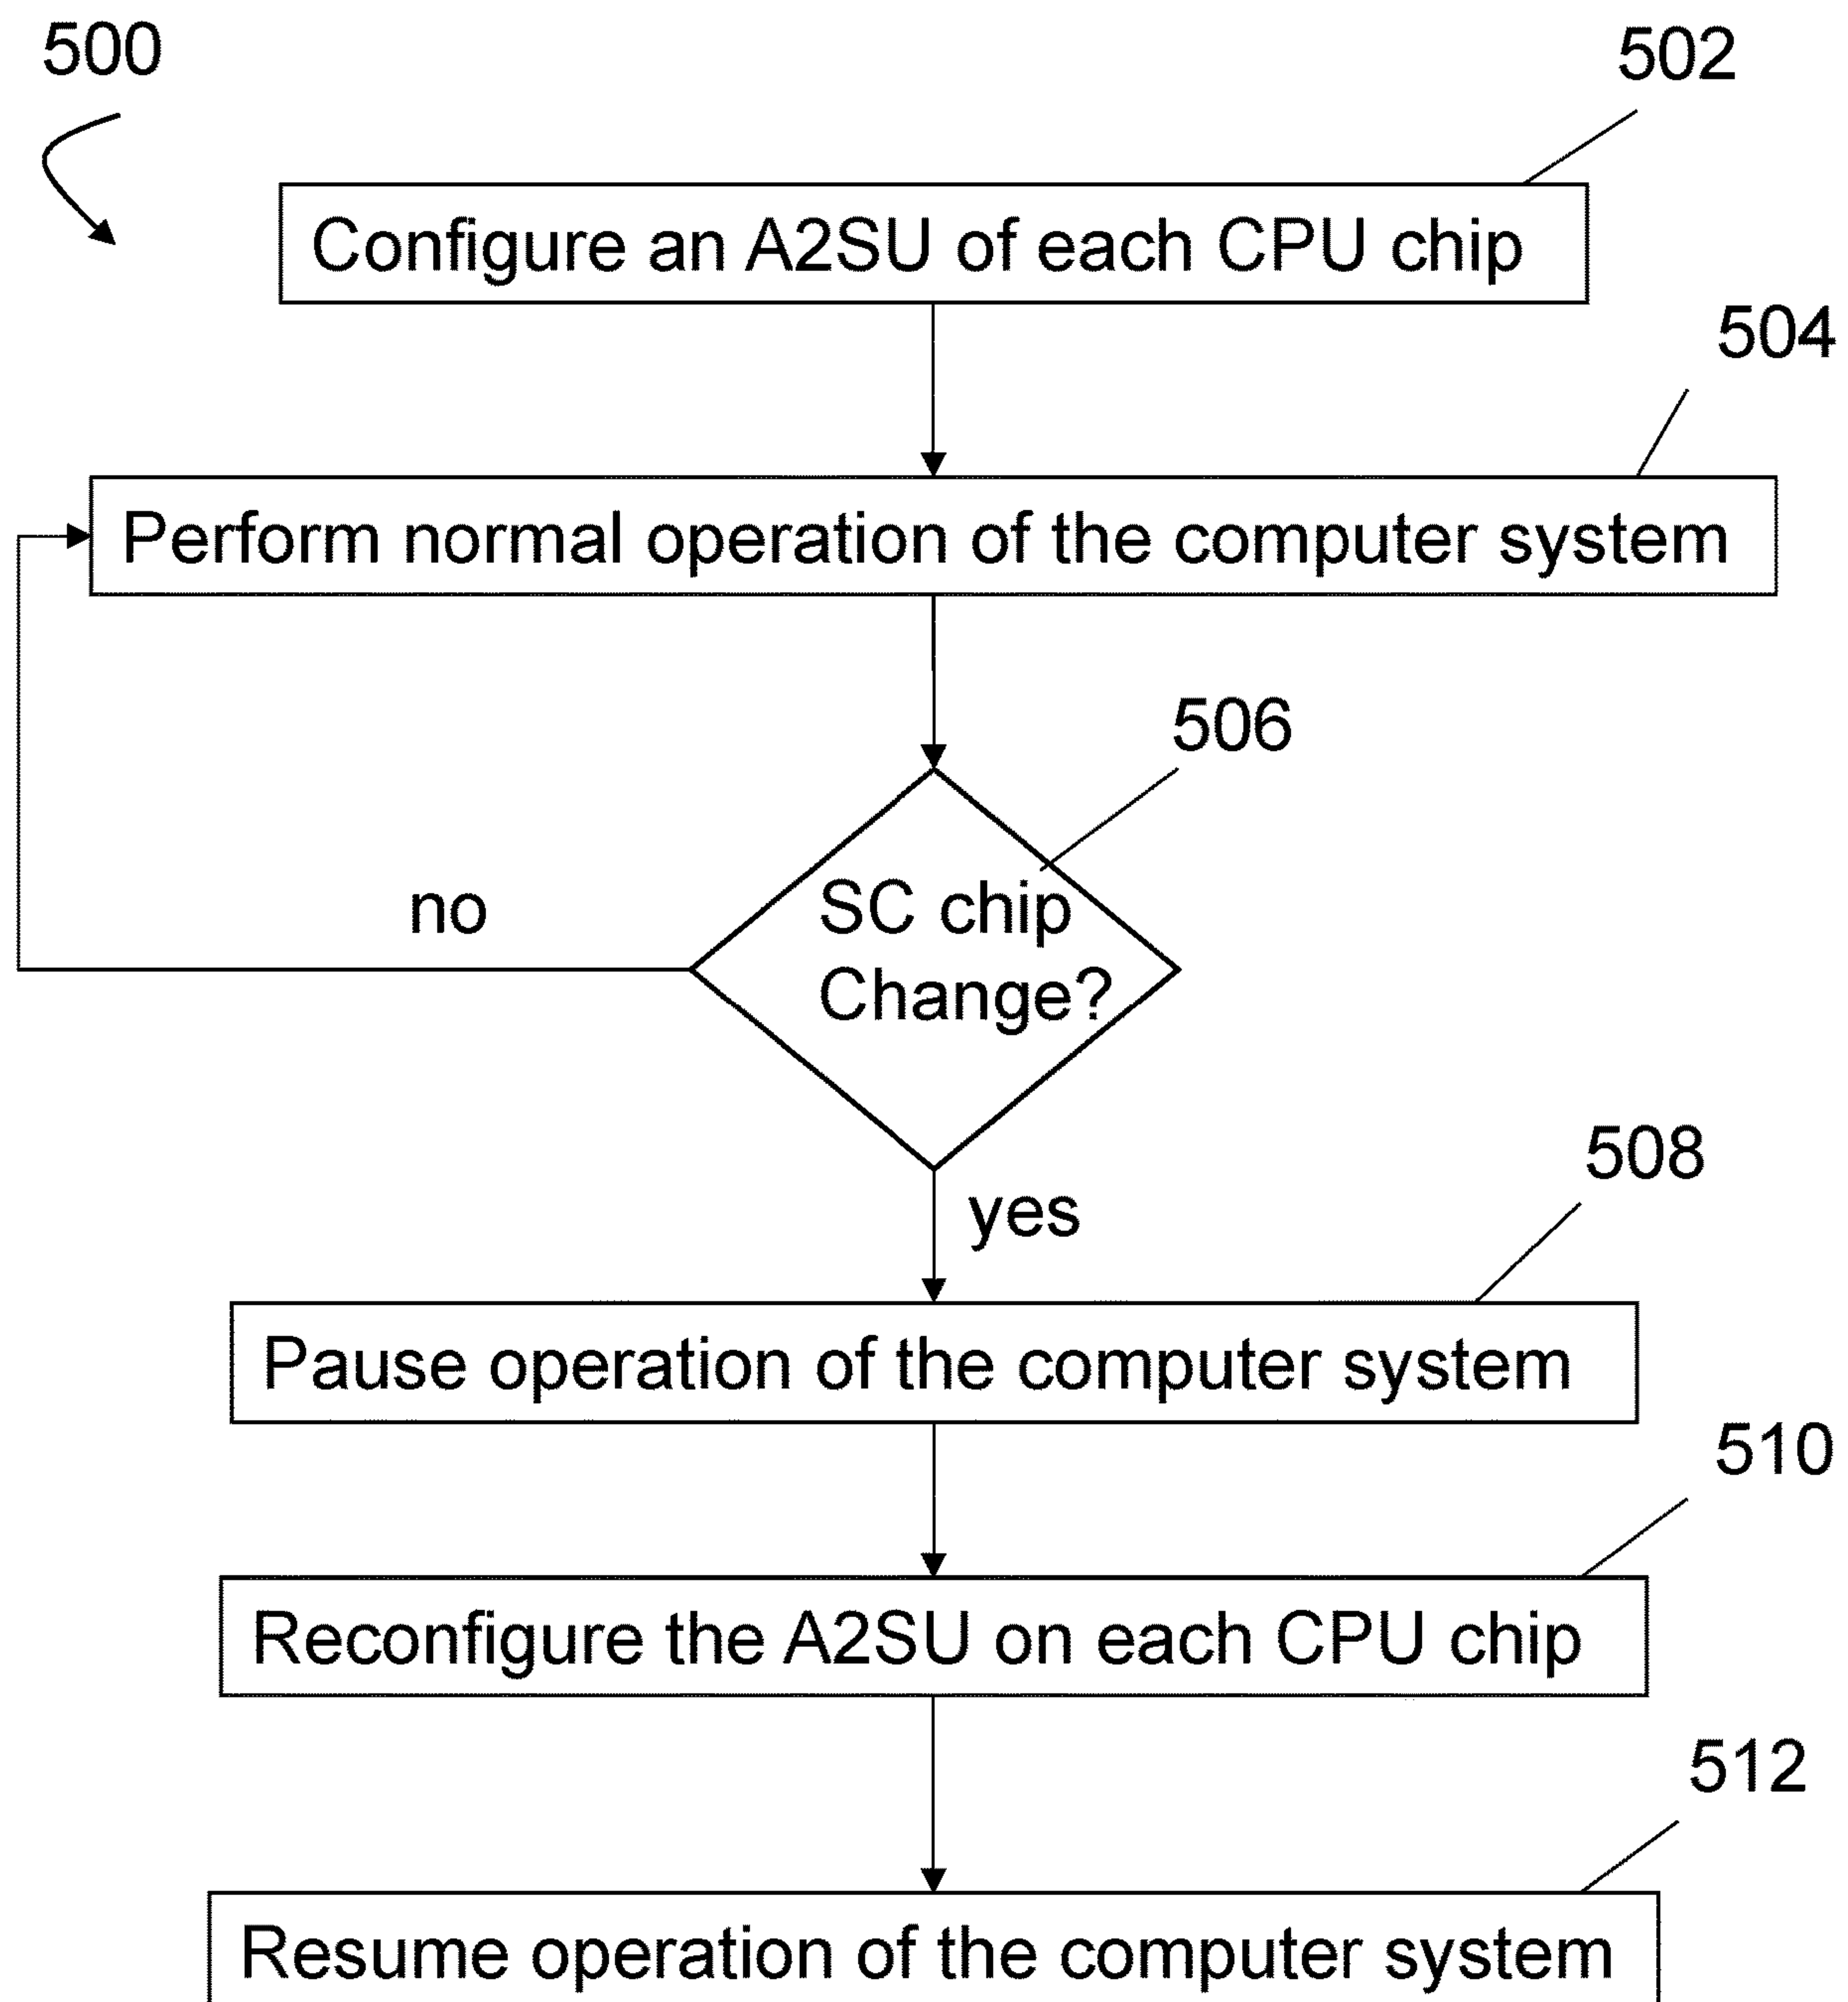 500
502
Configure an A2SU of each CPU chip
504
Perform normal operation of the computer system
506
SC chip
Change?
no
yes
508
Pause operation of the computer system
510
Reconfigure the A2SU on each CPU chip
512
Resume operation of the computer system